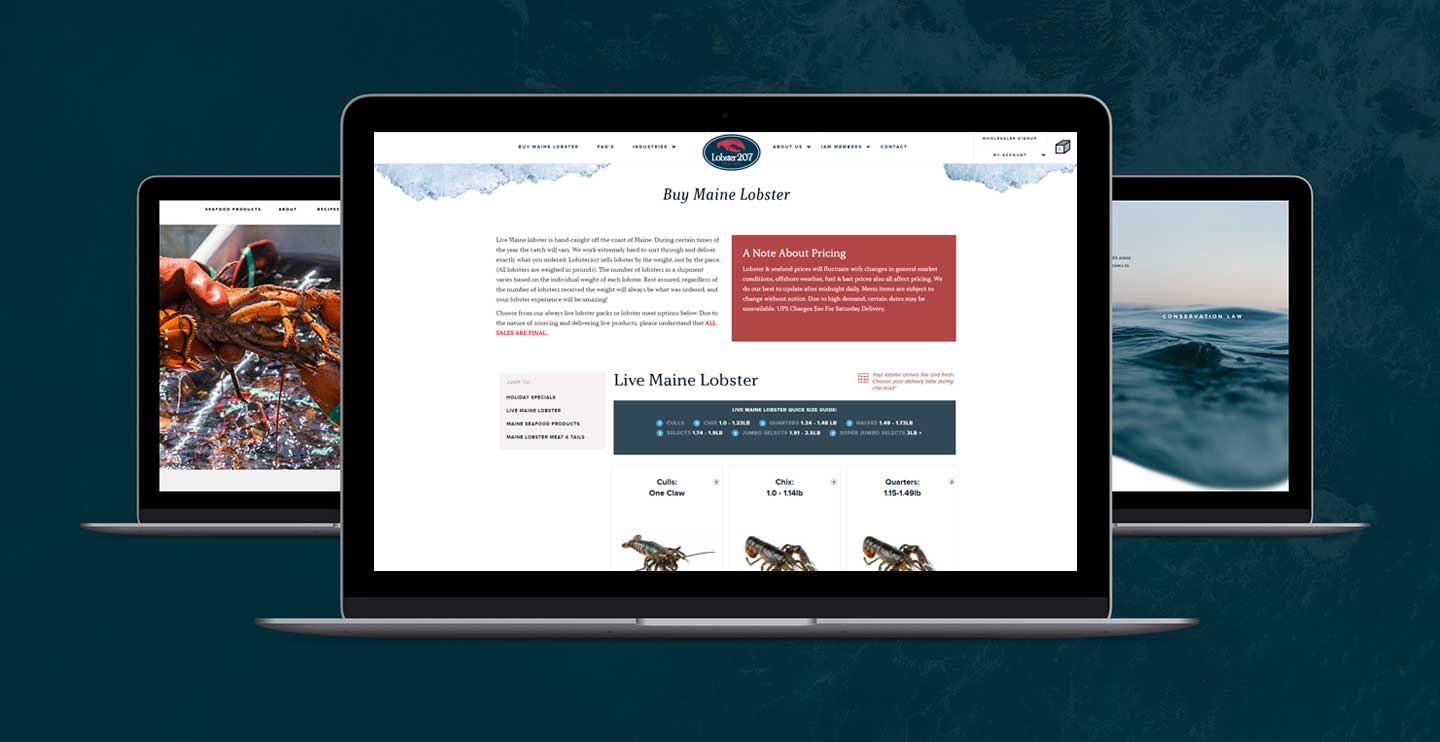 SEAFOOD PRODUCTS ABOUT RECIPES
WHOLESALER SIGNUP
BUY MAINE LOBSTER FAQ'S INDUSTRIES Lobster207 ABOUT US IAM MEMBERS CONTACT
MY ACCOUNT
Buy Maine Lobster
Live Maine lobster is hand-caught off the coast of Maine. During certain times of
the year the catch will vary. We work extremely hard to sort through and deliver
exactly what you ordered. Lobster207 sells lobster by the weight, not by the piece.
(All lobsters are weighed in pounds). The number of lobsters in a shipment
varies based on the individual weight of each lobster. Rest assured, regardless of
the number of lobsters received the weight will always be what was ordered, and
your lobster experience will be amazing!
Choose from our always live lobster packs or lobster meat options below. Due to
the nature of sourcing and delivering live products, please understand that ALL
SALES ARE FINAL.
A Note About Pricing
Lobster & seafood prices will fluctuate with changes in general market
conditions, offshore weather, fuel & bait prices also all affect pricing. We
do our best to update after midnight daily. Menu items are subject to
change without notice. Due to high demand, certain dates may be
unavailable. UPS Charges $20 For Saturday Delivery.
JUMP TO
HOLIDAY SPECIALS
LIVE MAINE LOBSTER
MAINE SEAFOOD PRODUCTS
MAINE LOBSTER MEAT & TAILS
Live Maine Lobster
Your lobster arrives live and fresh.
Choose your delivery date during
checkout*
LIVE MAINE LOBSTER QUICK SIZE GUIDE:
CULLS CHIX 1.0 - 1.23LB QUARTERS 1.24 - 1.48 LB HALVES 1.49 - 1.73LB
SELECTS 1.74 - 1.9LB JUMBO SELECTS 1.91 - 2.5LB SUPER JUMBO SELECTS 3LB +
Culls:
One Claw
Chix:
1.0 - 1.14lb
Quarters:
1.15-1.49lb
CONSERVATION LAW